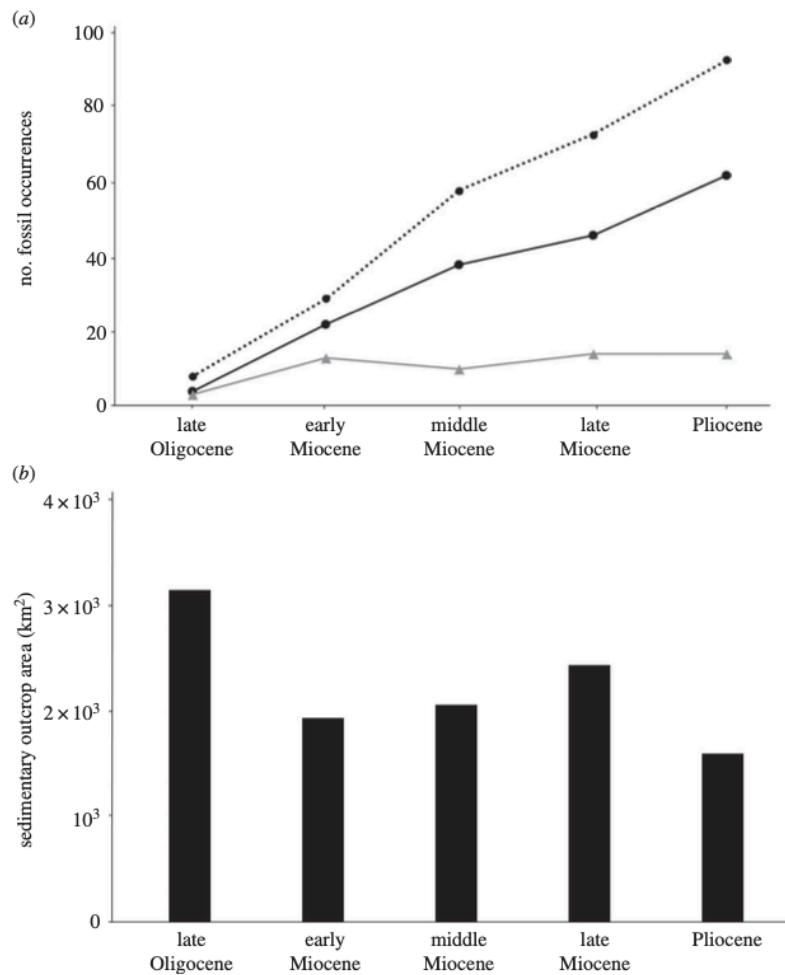 (a)
100
80
60
40
20
0
no. fossil occurrences
late
Oligocene
early
Miocene
middle
Miocene
late
Miocene
Pliocene
(b)
4 × 10³
3 × 10³
2 × 10³
10³
0
sedimentary outcrop area (km²)
late
Oligocene
early
Miocene
middle
Miocene
late
Miocene
Pliocene